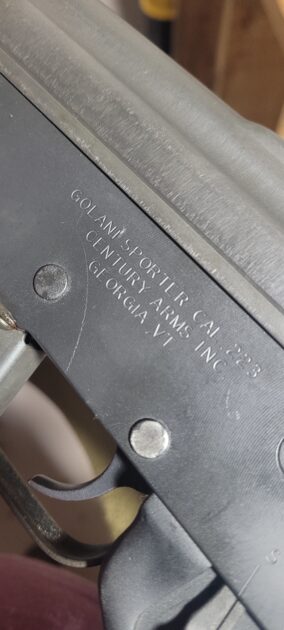 GOLANI SPORTER CAL .223
CENTURY ARMS INC
GEORGIA ,VT
S